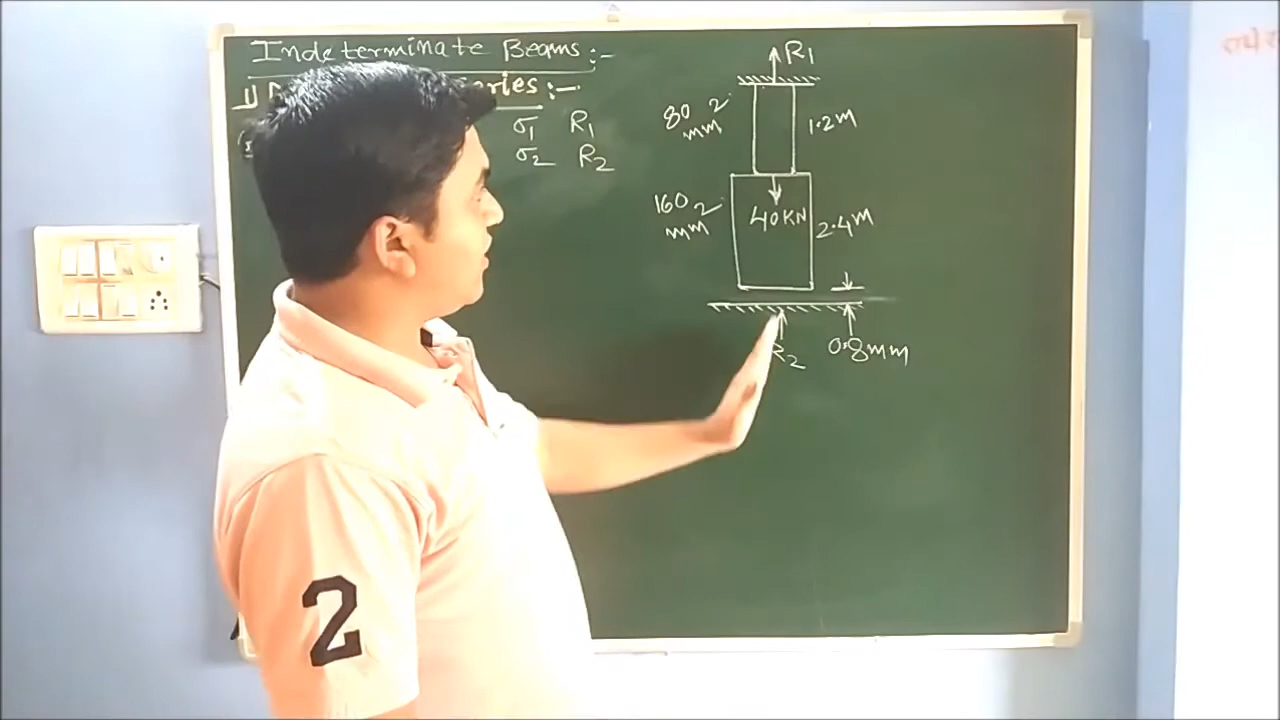 Indeterminate Beams:-
1) 
σ1 R1
σ2 R2
R1
80 mm2
1.2m
160 mm2
40KN
2.4m
R2
0.8mm
2